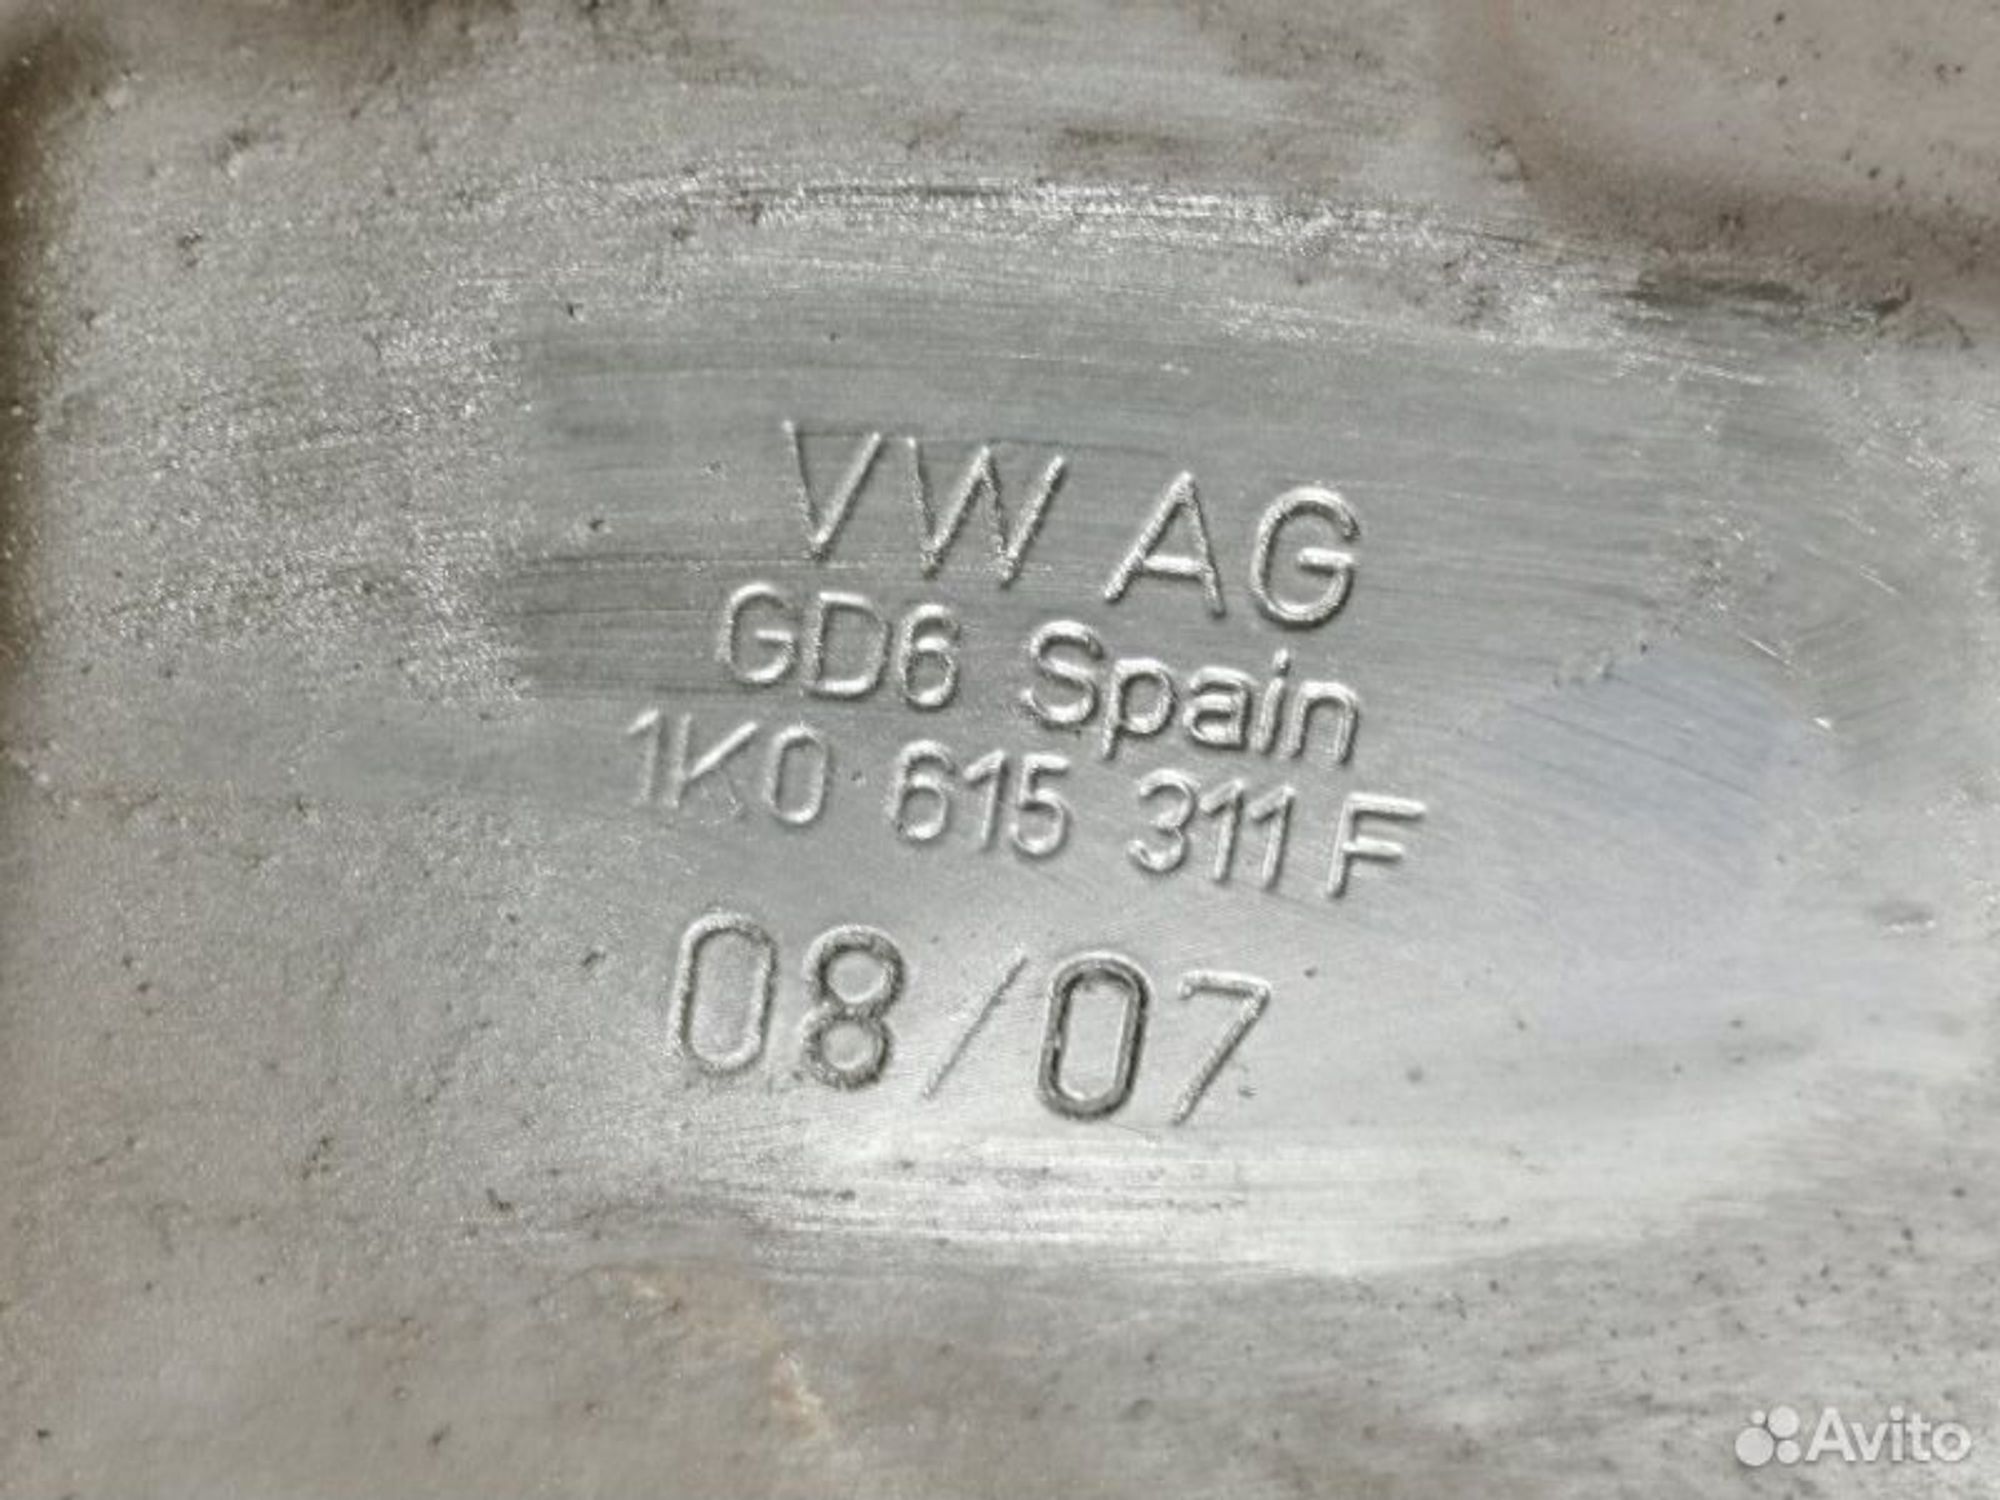 VW AG
GD6 Spain
1K0 615 311 F
08/07
Avito